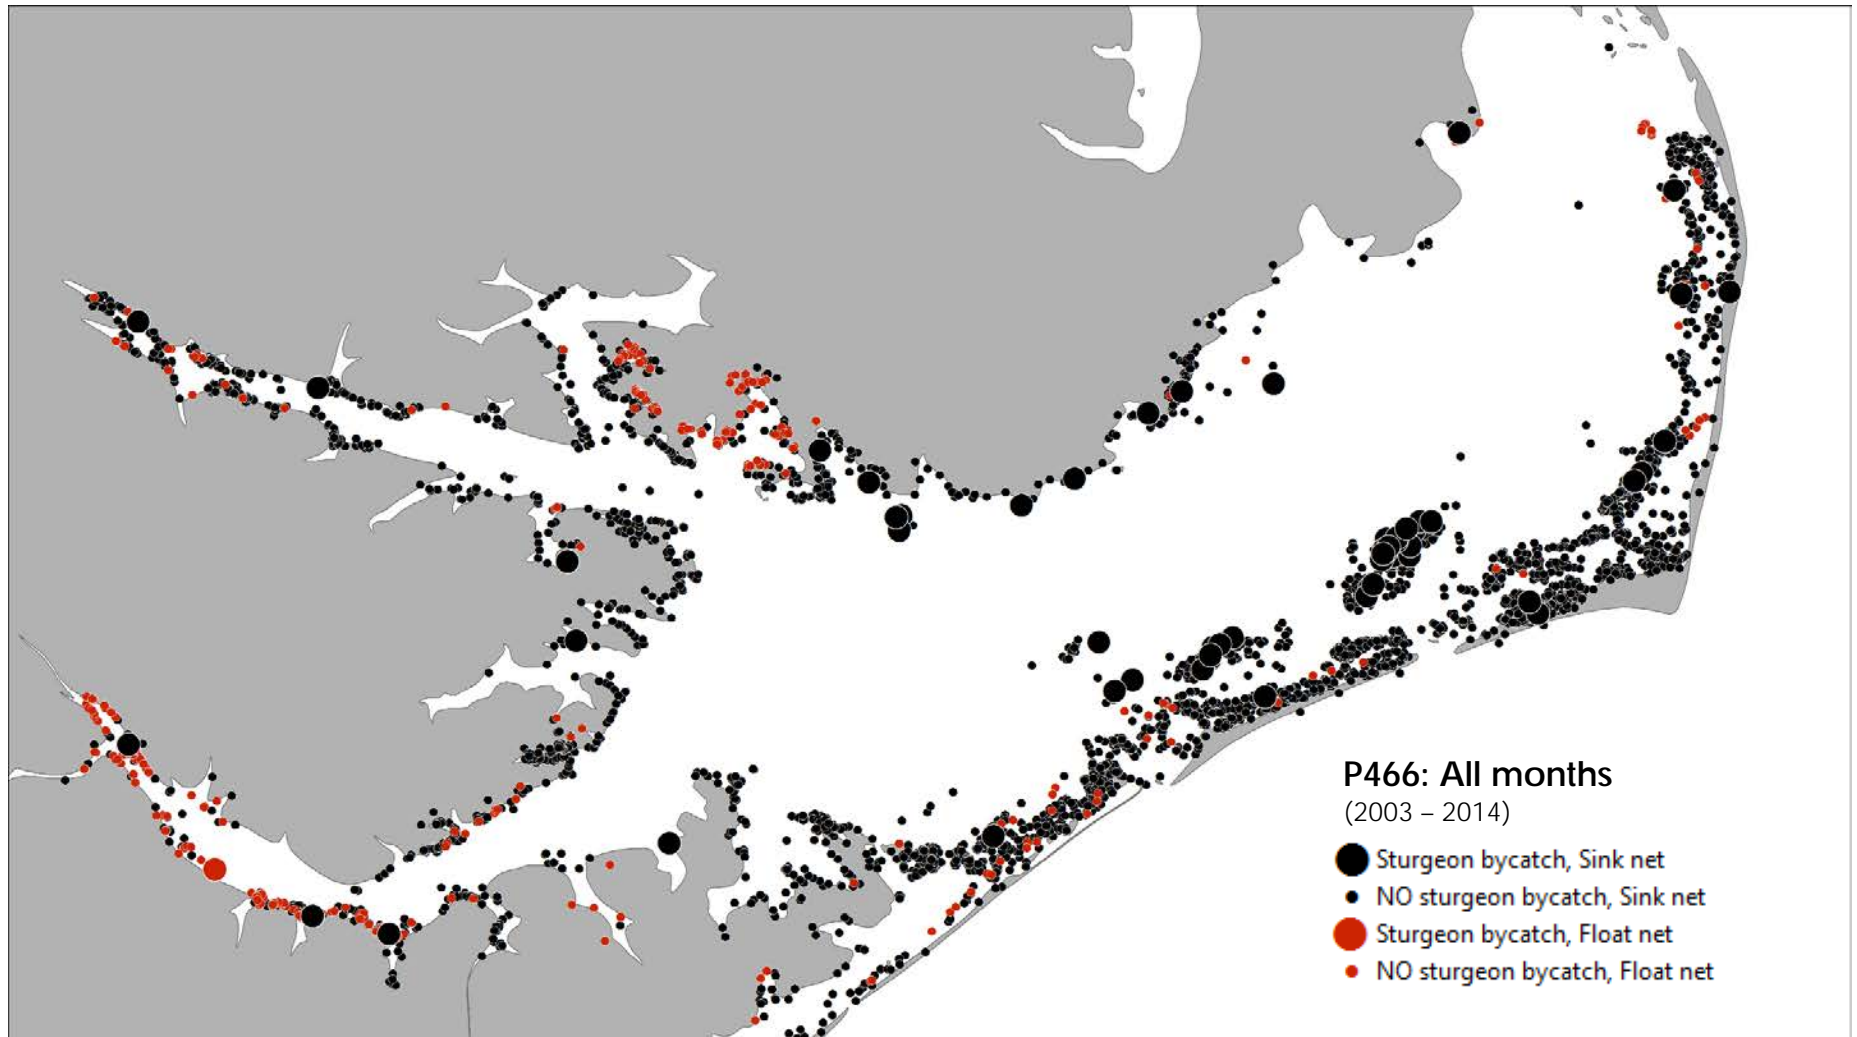 P466: All months
(2003 – 2014)
Sturgeon bycatch, Sink net
NO sturgeon bycatch, Sink net
Sturgeon bycatch, Float net
NO sturgeon bycatch, Float net